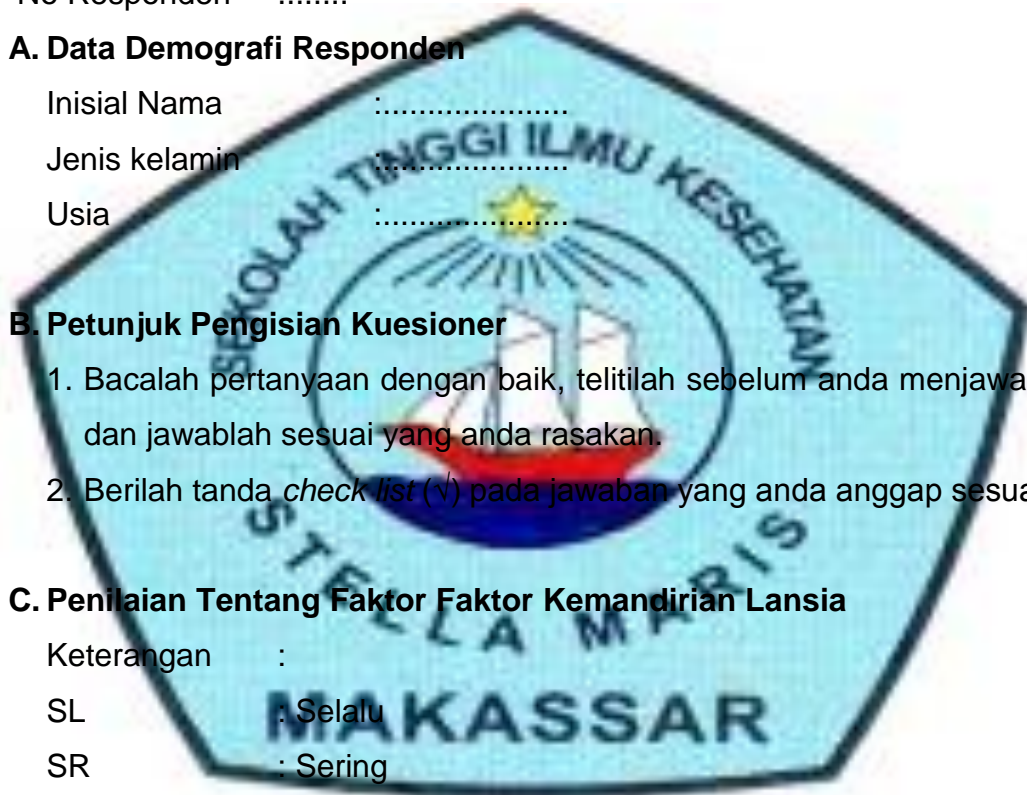 No Responden :........
A. Data Demografi Responden
Inisial Nama :.....................
Jenis kelamin :.....................
Usia :.....................
B. Petunjuk Pengisian Kuesioner
1. Bacalah pertanyaan dengan baik, telitilah sebelum anda menjawa
dan jawablah sesuai yang anda rasakan.
2. Berilah tanda check list (√) pada jawaban yang anda anggap sesua
C. Penilaian Tentang Faktor Faktor Kemandirian Lansia
Keterangan :
SL : Selalu
SR : Sering
SEKOLAH TINGGI ILMU KESEHATAN
STELLA MARIS
MAKASSAR